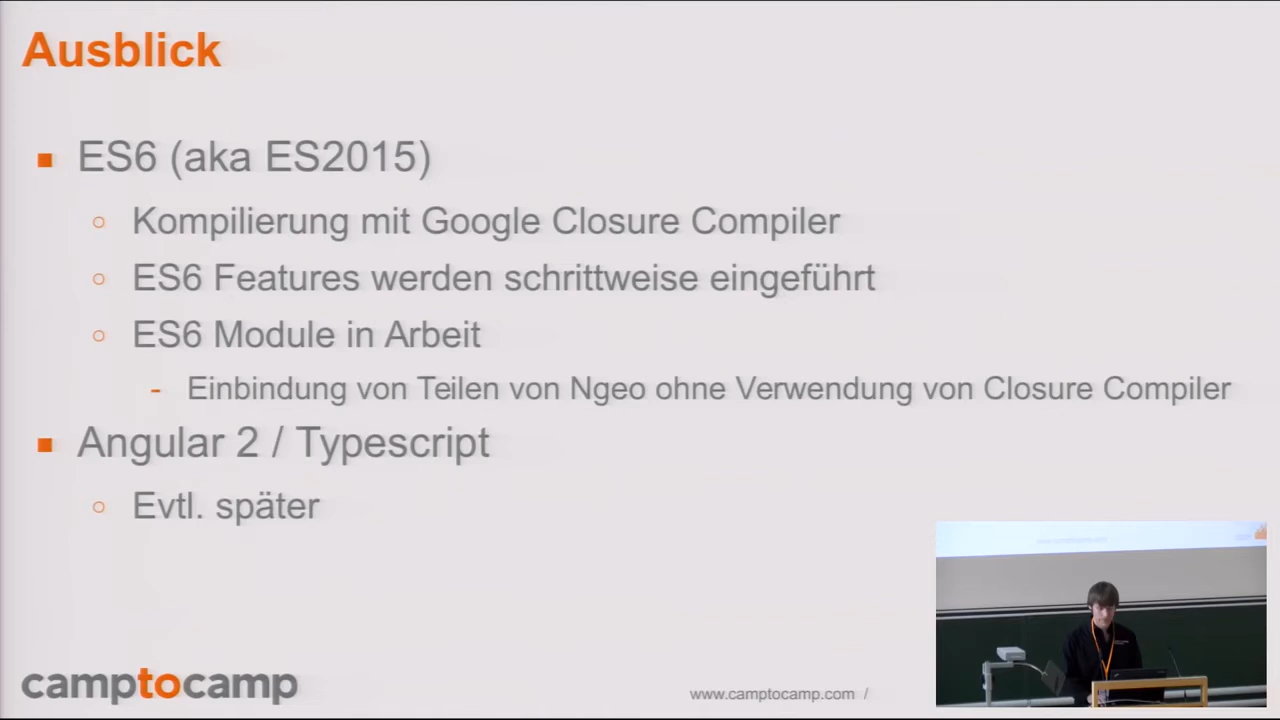 Ausblick
ES6 (aka ES2015)
Kompilierung mit Google Closure Compiler
ES6 Features werden schrittweise eingeführt
ES6 Module in Arbeit
- Einbindung von Teilen von Ngeo ohne Verwendung von Closure Compiler
Angular 2 / Typescript
Evtl. später
camptocamp
www.camptocamp.com /